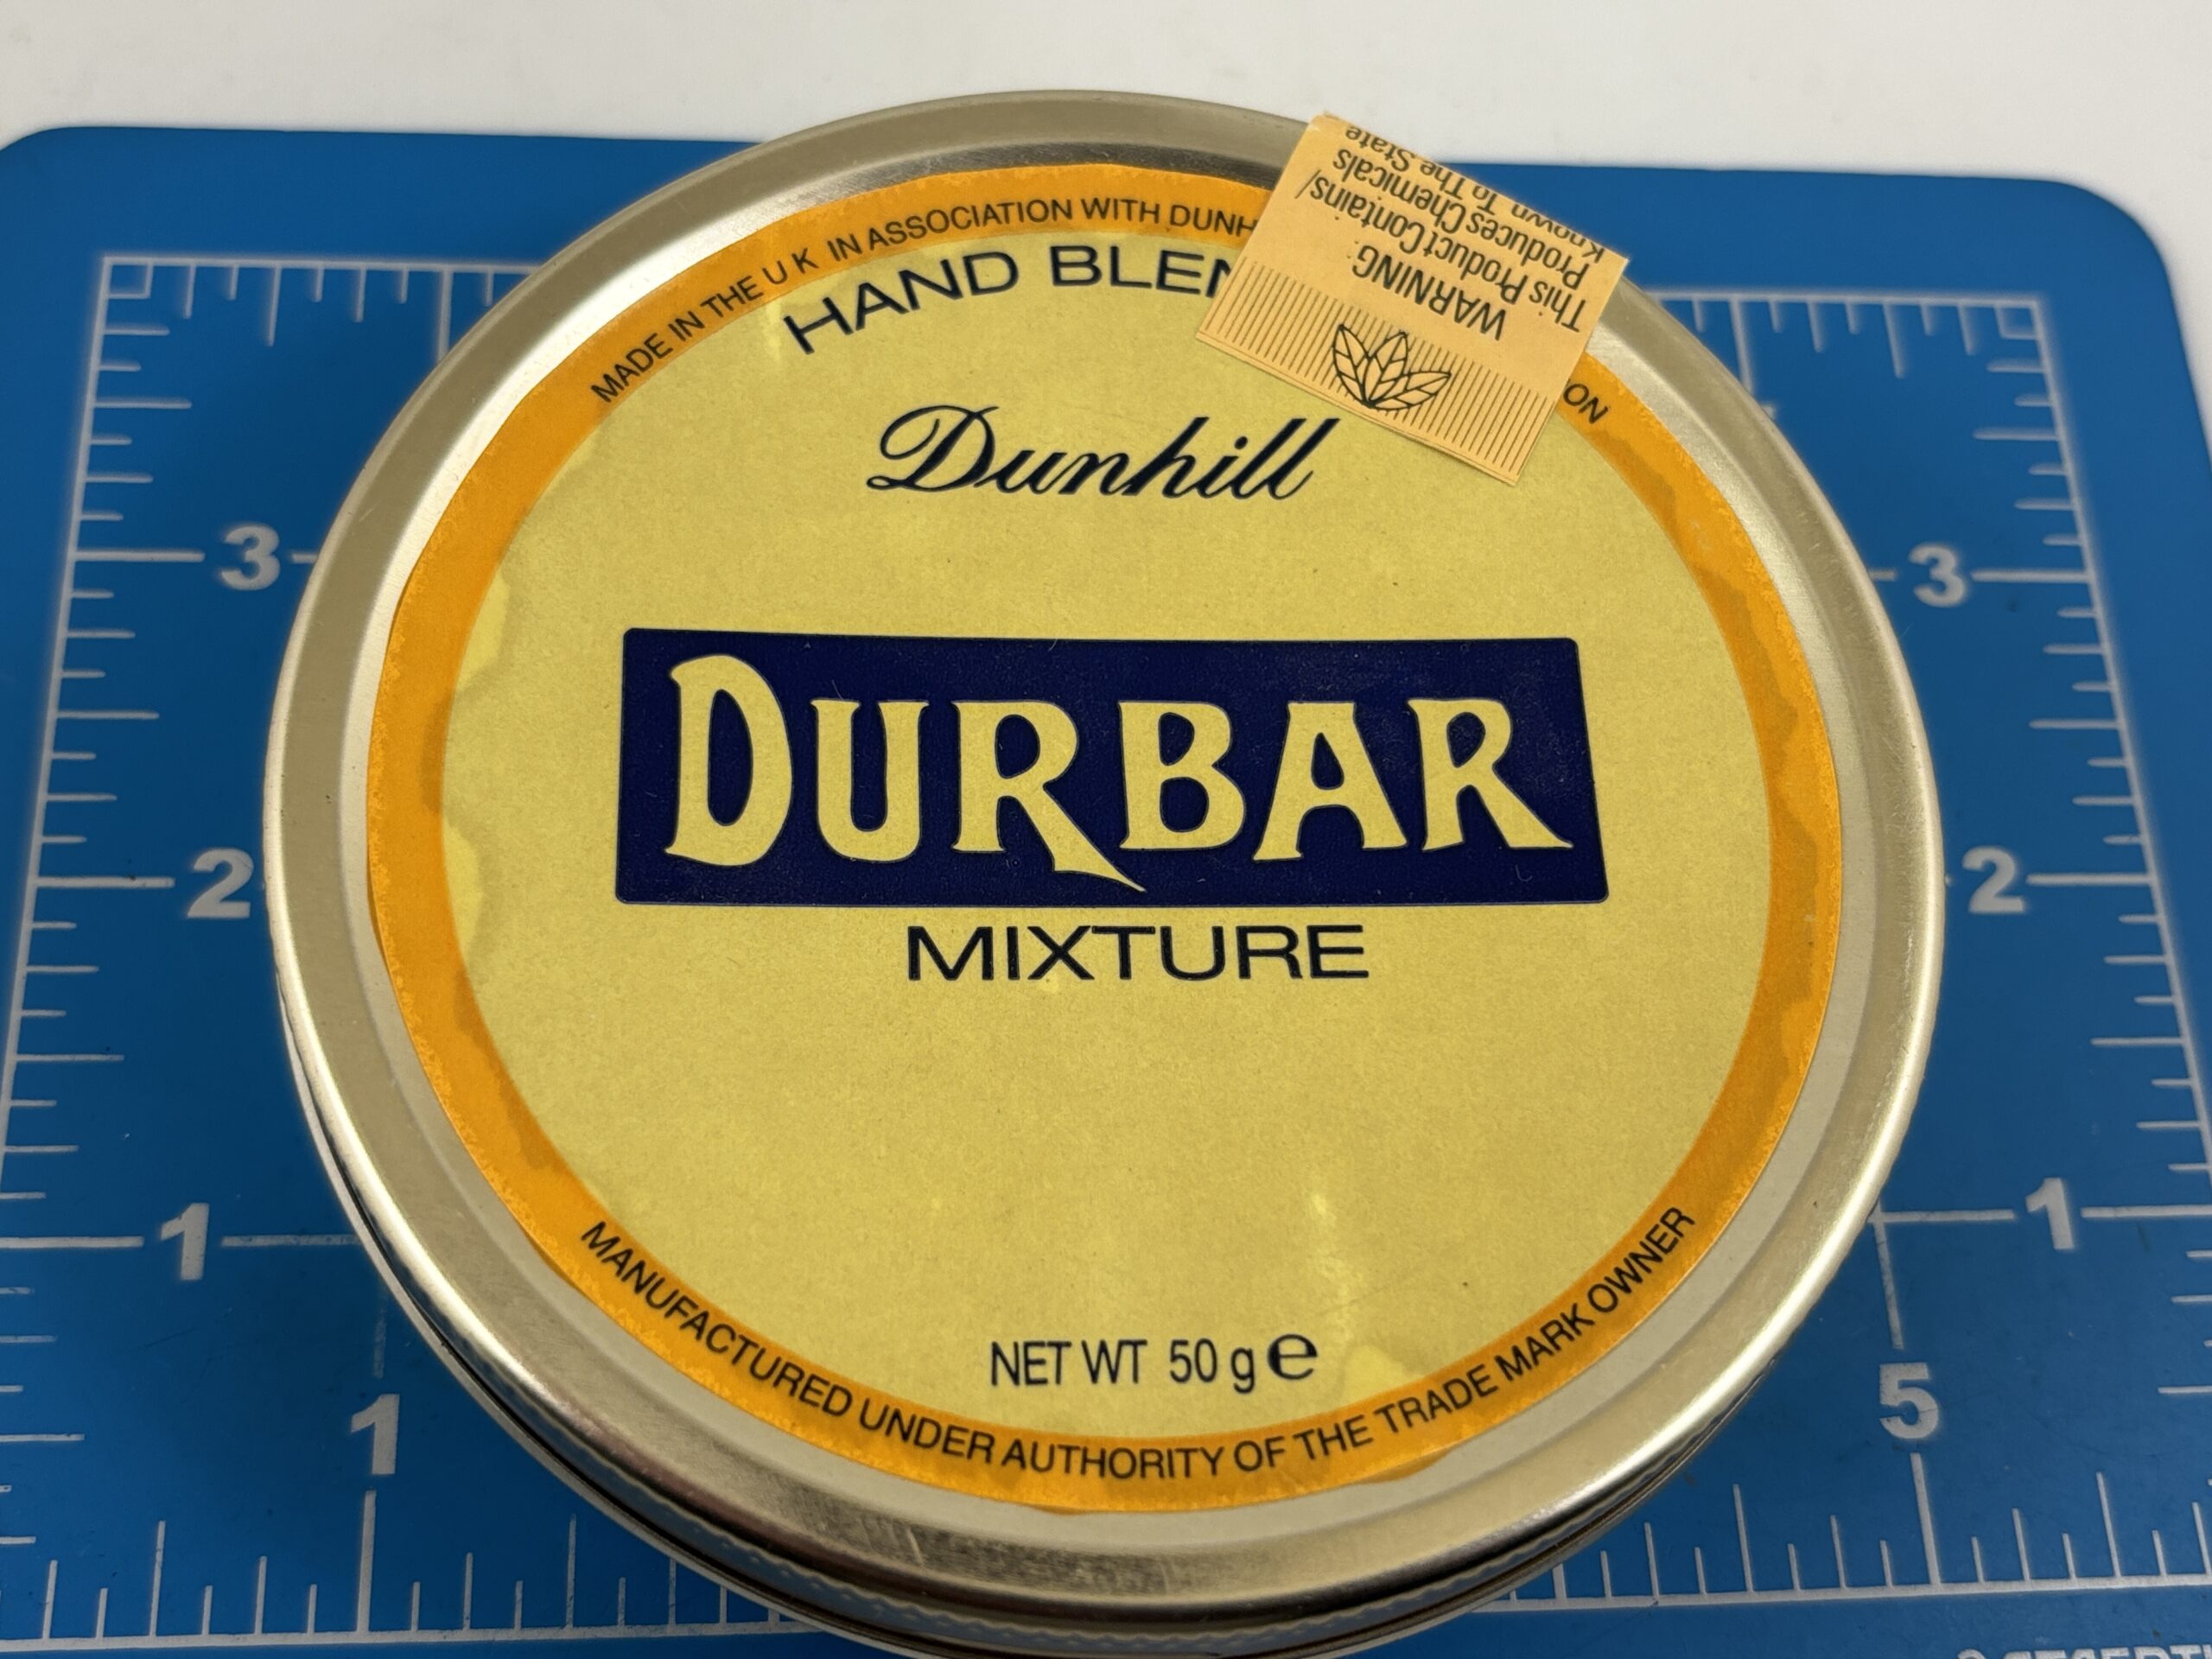 MADE IN THE U K IN ASSOCIATION WITH
HAND
Dunhill
DURBAR
MIXTURE
NET WT 50 g e
MANUFACTURED UNDER AUTHORITY OF THE TRADE MARK OWNER
WARNING
This Product Contains/
Produces Chemicals
Known To The State
3
3
2
2
1
1
1
5